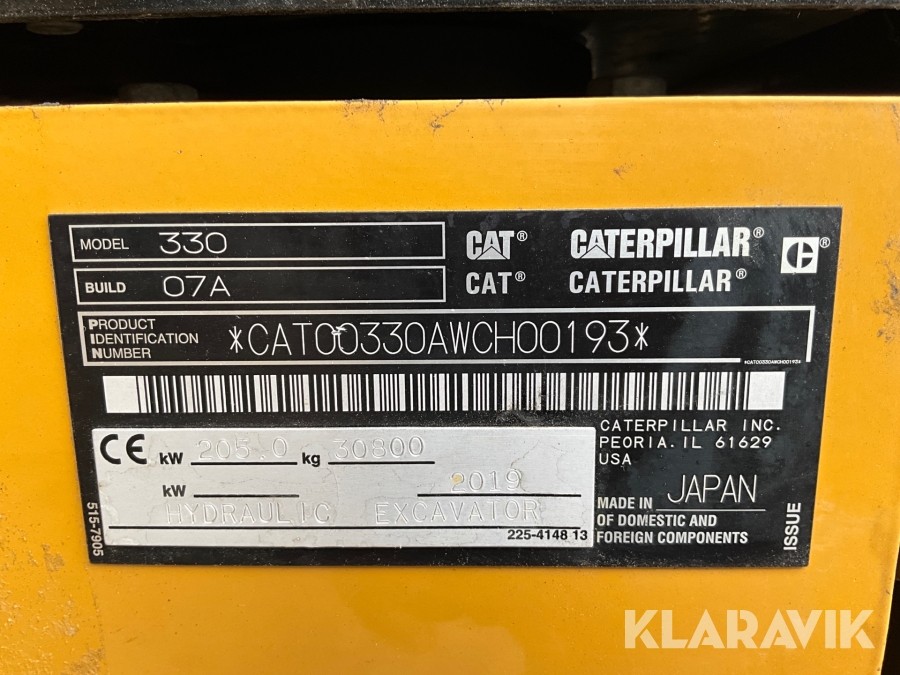 MODEL 330
CAT® CATERPILLAR®
BUILD 07A
CAT® CATERPILLAR®
PRODUCT IDENTIFICATION NUMBER *CAT00330AWCH00193*
*CAT00330AWCH00193*
CATERPILLAR INC.
PEORIA. IL 61629
USA
CE kW 205.0 kg 30800
kW 2019
HYDRAULIC EXCAVATOR
225-4148 13
515-7905
MADE IN JAPAN
OF DOMESTIC AND
FOREIGN COMPONENTS
ISSUE
KLARAVIK